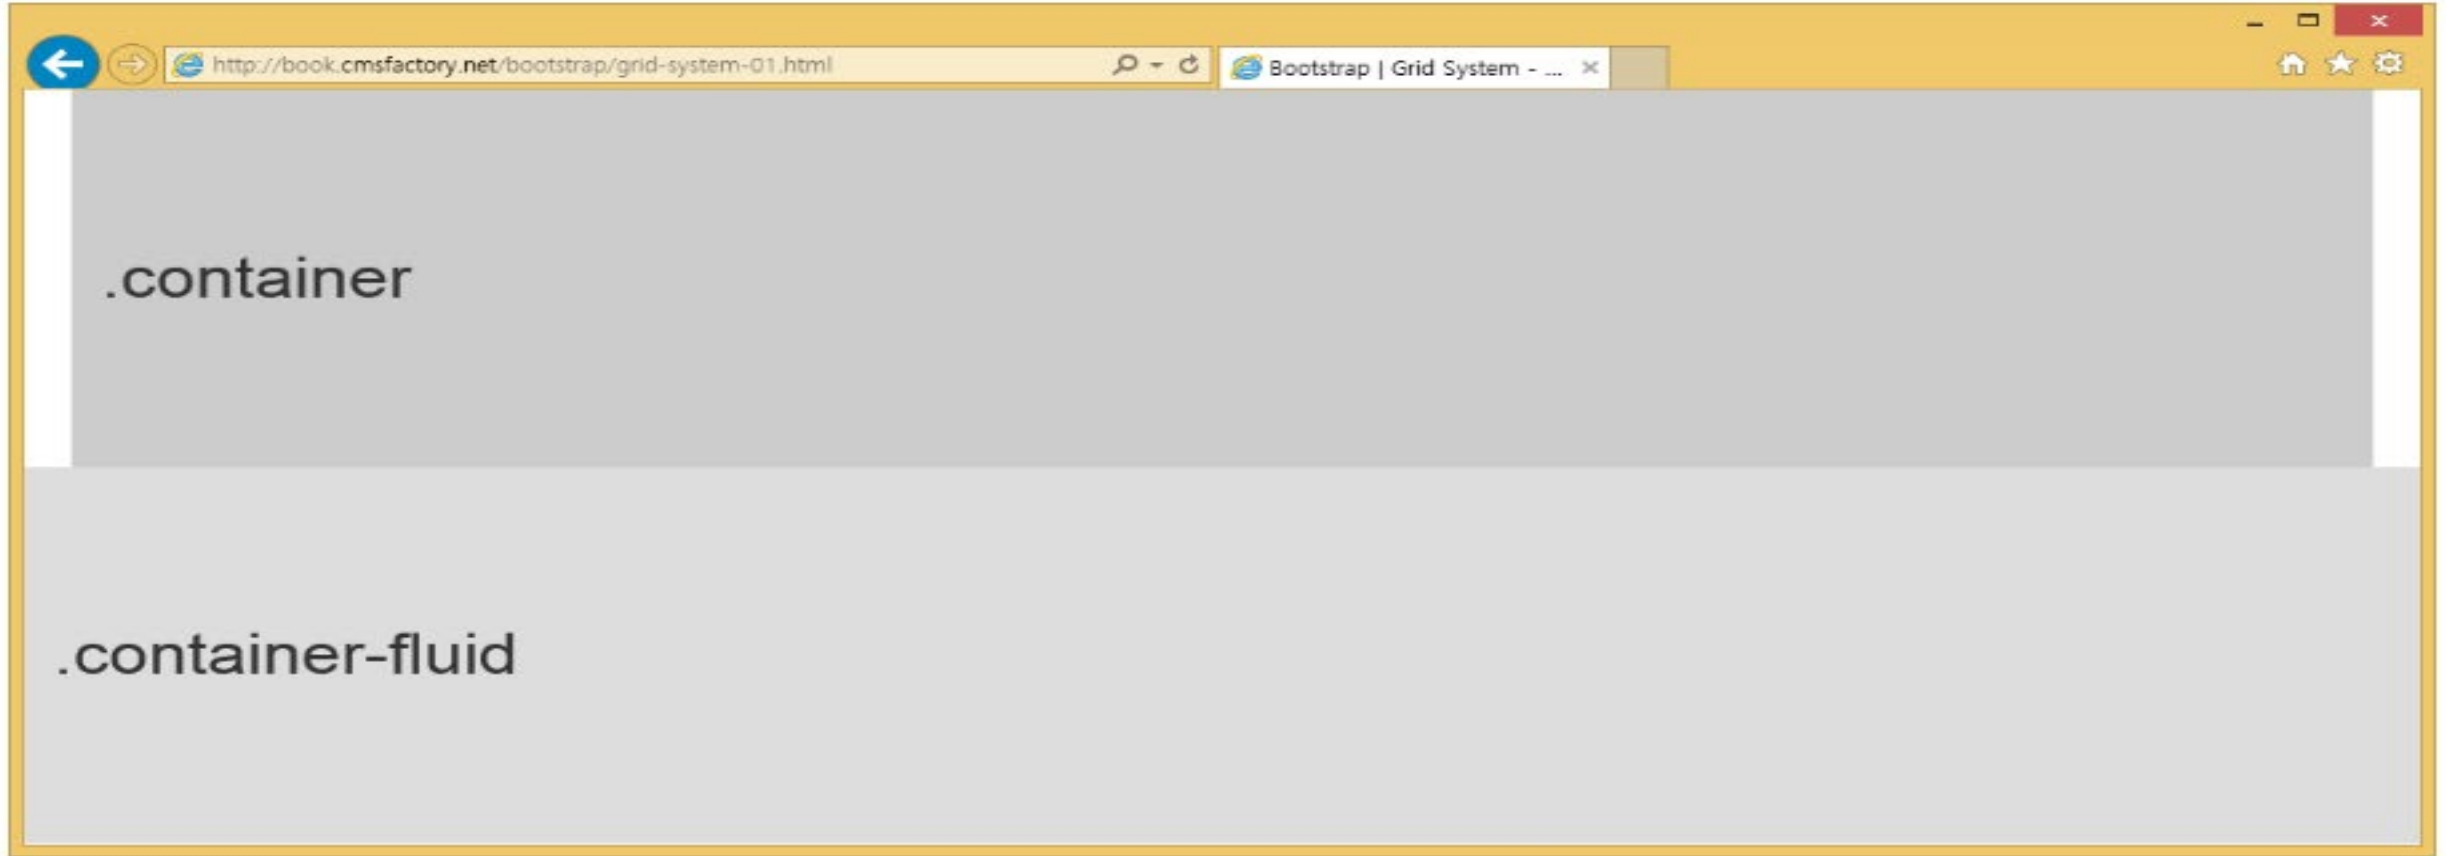 http://book.cmsfactory.net/bootstrap/grid-system-01.html
Bootstrap | Grid System - ...
.container
.container-fluid